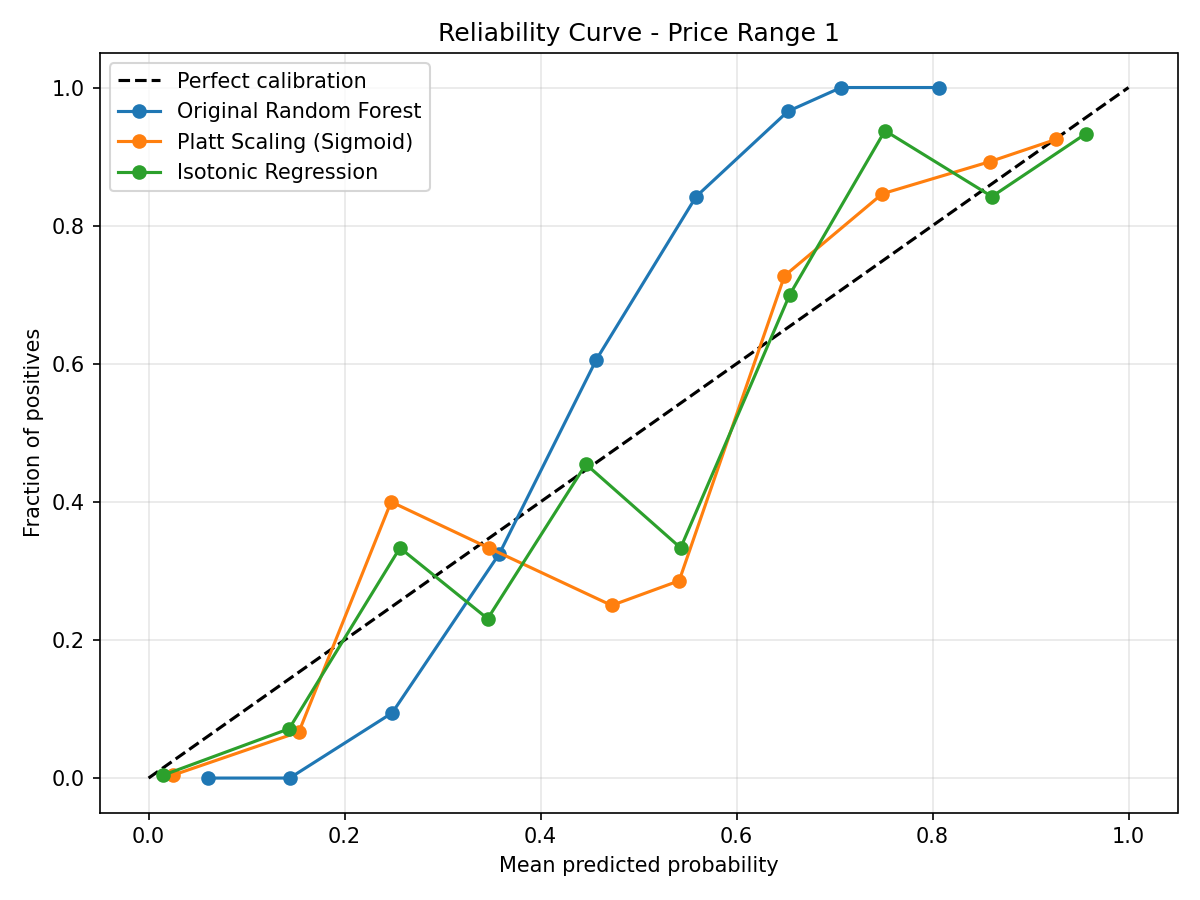 Reliability Curve - Price Range 1
Perfect calibration
Original Random Forest
Platt Scaling (Sigmoid)
Isotonic Regression
Fraction of positives
1.0
0.8
0.6
0.4
0.2
0.0
0.0 0.2 0.4 0.6 0.8 1.0
Mean predicted probability